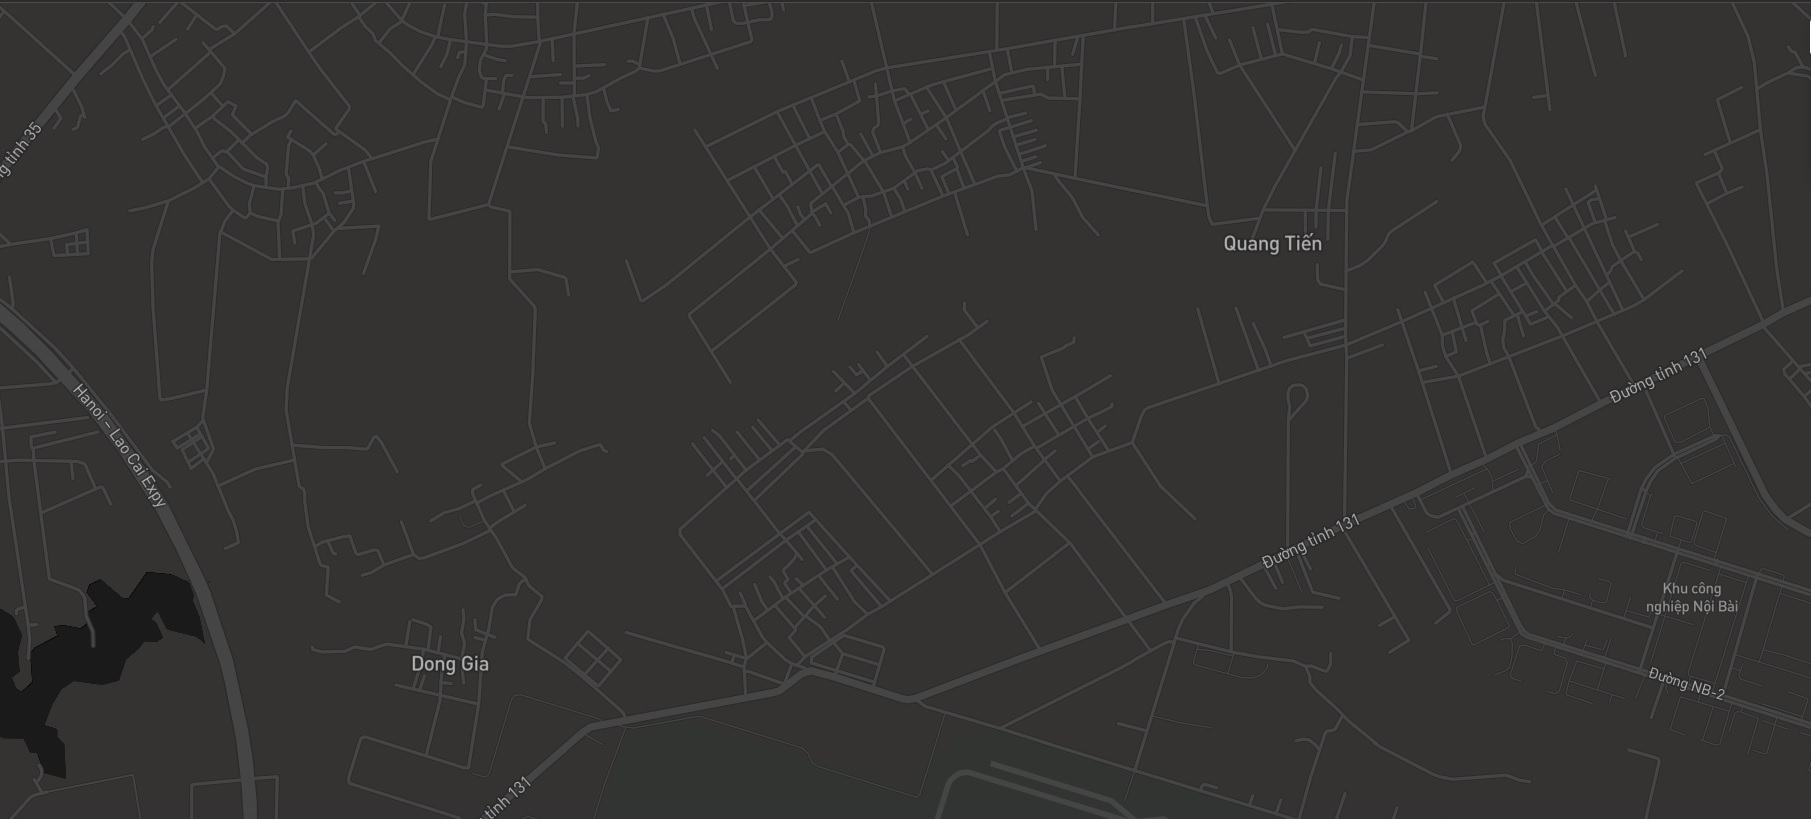 g tỉnh 35
Quang Tiến
Đường tỉnh 131
Hanoi – Lao Cai Expy
Đường tỉnh 131
Khu công
nghiệp Nội Bài
Dong Gia
Đường NB-2
tỉnh 131